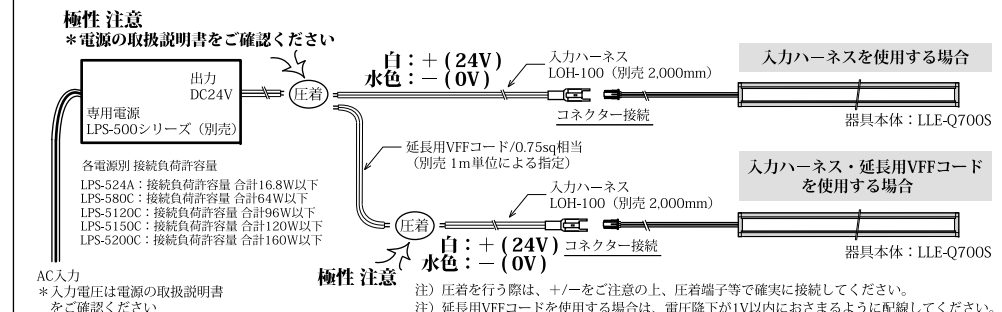 極性 注意
＊電源の取扱説明書をご確認ください
出力
DC24V
専用電源
LPS-500シリーズ（別売）
圧着
白：＋ ( 24V )
水色：－ ( 0V )
入力ハーネス
LOH-100（別売 2,000mm）
コネクター接続
入力ハーネスを使用する場合
器具本体：LLE-Q700S
延長用VFFコード/0.75sq相当
（別売 1m単位による指定）
各電源別 接続負荷許容量
LPS-524A：接続負荷許容量 合計16.8W以下
LPS-580C：接続負荷許容量 合計64W以下
LPS-5120C：接続負荷許容量 合計96W以下
LPS-5150C：接続負荷許容量 合計120W以下
LPS-5200C：接続負荷許容量 合計160W以下
入力ハーネス・延長用VFFコード
を使用する場合
入力ハーネス
LOH-100（別売 2,000mm）
圧着
白：＋ ( 24V )
水色：－ ( 0V )
コネクター接続
器具本体：LLE-Q700S
極性 注意
AC入力
＊入力電圧は電源の取扱説明書
をご確認ください
注）圧着を行う際は、＋/－をご注意の上、圧着端子等で確実に接続してください。
注）延長用VFFコードを使用する場合は、電圧降下が1V以内におさまるように配線してください。